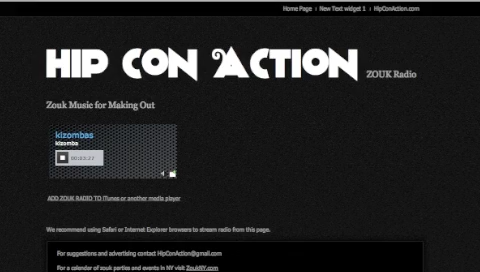 Home Page | New Text widget 1 | HipConAction.com
HIP CON ACTION ZOUK Radio
Zouk Music for Making Out
kizombas
kizomba
00:03:23
ADD ZOUK RADIO TO iTunes or another media player
We recommend using Safari or Internet Explorer browsers to stream radio from this page.
For suggestions and advertising contact HipConAction@gmail.com
For a calendar of zouk parties and events in NY visit ZoukNY.com